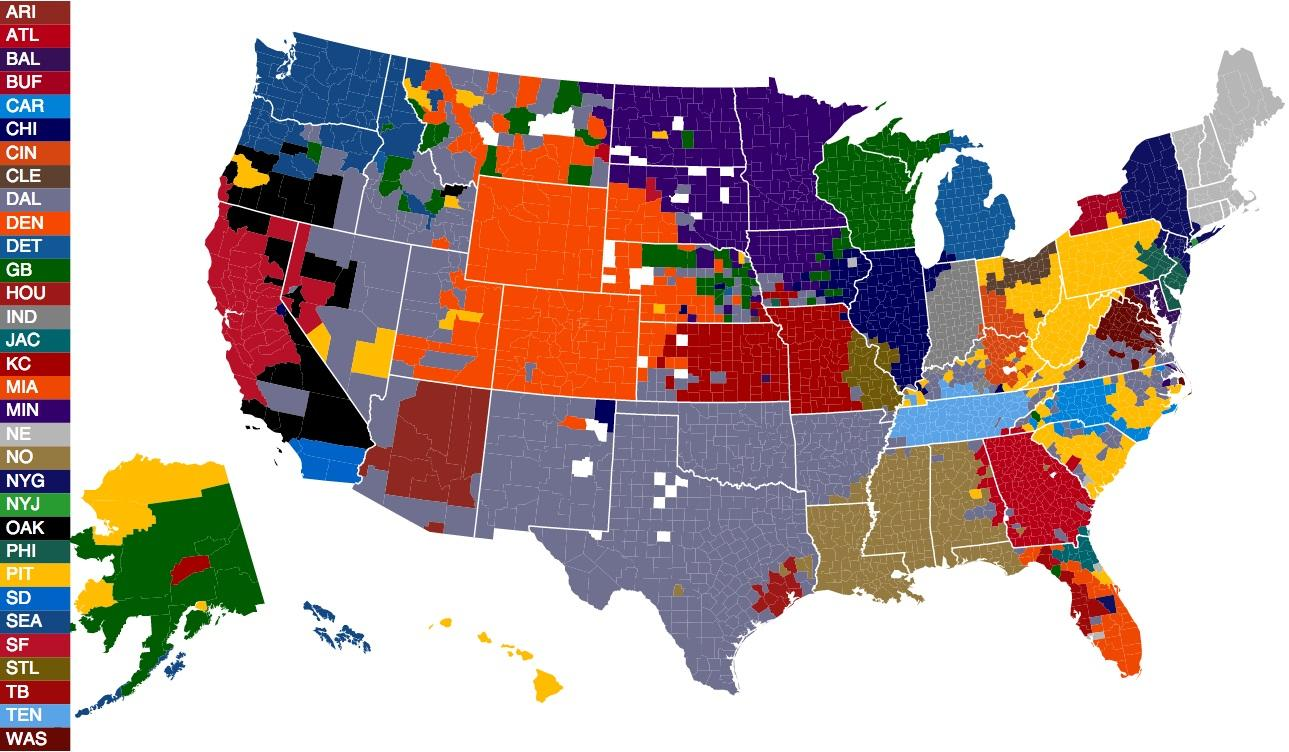 ARI
ATL
BAL
BUF
CAR
CHI
CIN
CLE
DAL
DEN
DET
GB
HOU
IND
JAC
KC
MIA
MIN
NE
NO
NYG
NYJ
OAK
PHI
PIT
SD
SEA
SF
STL
TB
TEN
WAS